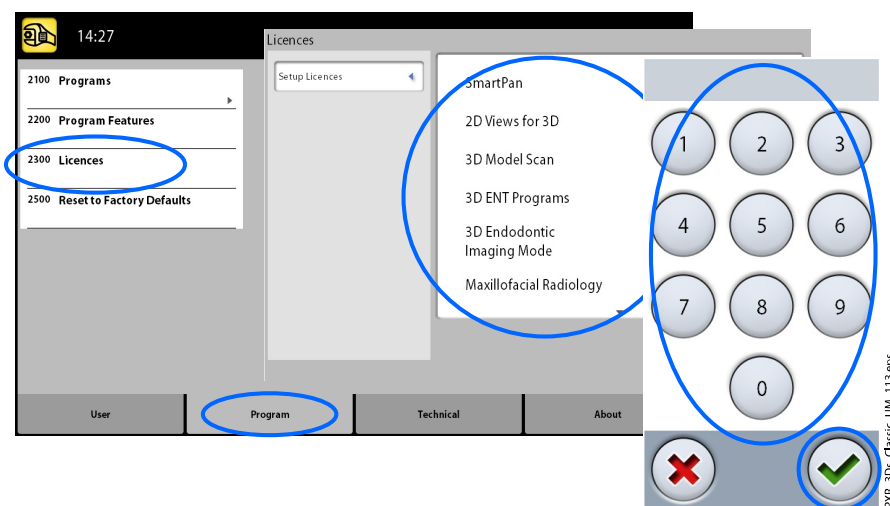 14:27
2100 Programs
2200 Program Features
2300 Licences
2500 Reset to Factory Defaults
Licences
Setup Licences
SmartPan
2D Views for 3D
3D Model Scan
3D ENT Programs
3D Endodontic
Imaging Mode
Maxillofacial Radiology
1 2 3
4 5 6
7 8 9
0
User Program Technical About
PXR_3Ds_Classic_UM_113.eps